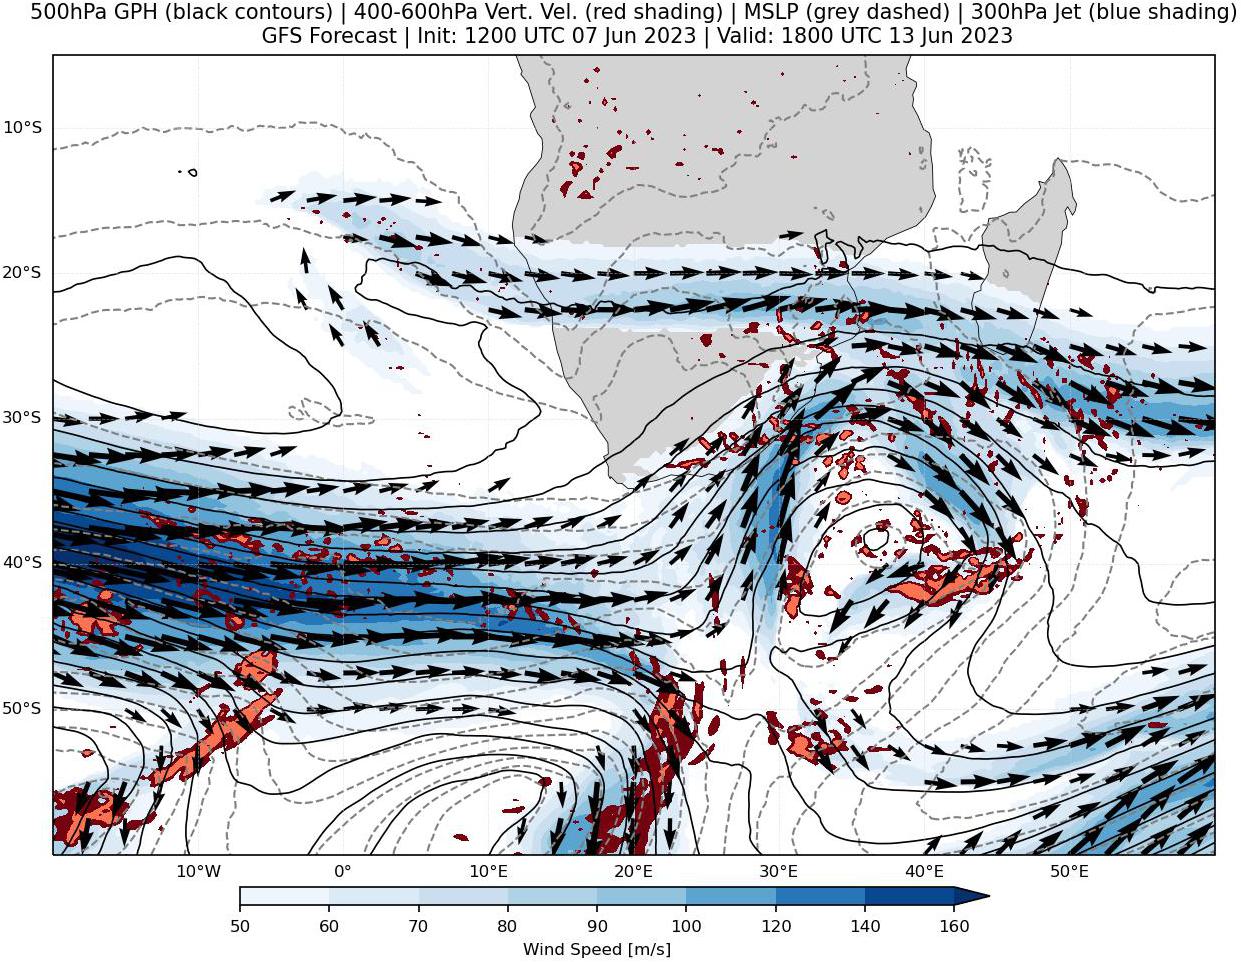 500hPa GPH (black contours) | 400-600hPa Vert. Vel. (red shading) | MSLP (grey dashed) | 300hPa Jet (blue shading)
GFS Forecast | Init: 1200 UTC 07 Jun 2023 | Valid: 1800 UTC 13 Jun 2023
10°S
20°S
30°S
40°S
50°S
10°W 0° 10°E 20°E 30°E 40°E 50°E
50 60 70 80 90 100 120 140 160
Wind Speed [m/s]